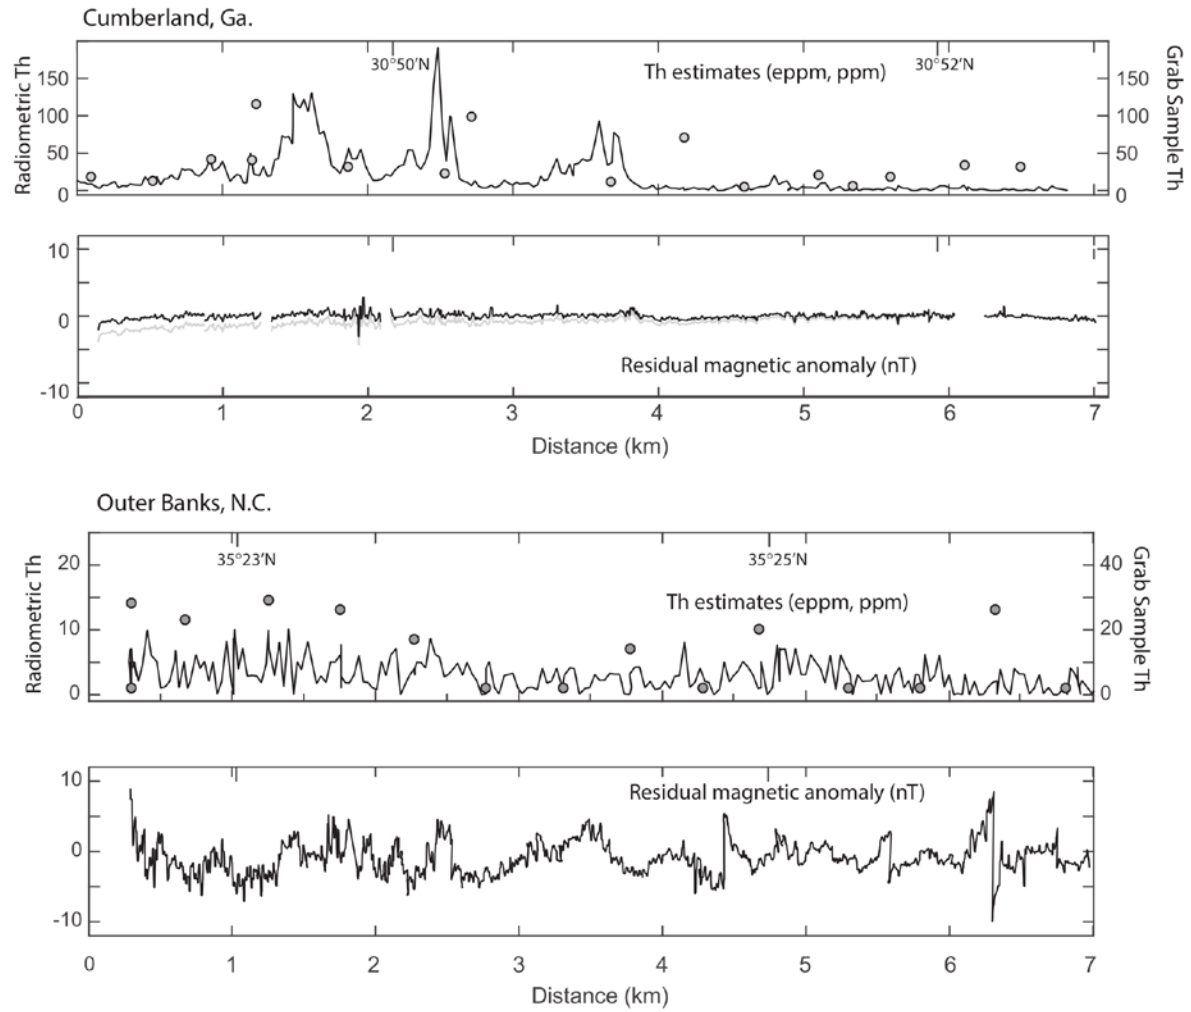 Cumberland, Ga.
Radiometric Th
Grab Sample Th
30°50'N
Th estimates (eppm, ppm)
30°52'N
150
150
100
100
50
50
0
0
10
0
-10
Residual magnetic anomaly (nT)
0 1 2 3 4 5 6 7
Distance (km)
Outer Banks, N.C.
Radiometric Th
Grab Sample Th
35°23'N
35°25'N
Th estimates (eppm, ppm)
20
40
10
20
0
0
10
0
-10
Residual magnetic anomaly (nT)
0 1 2 3 4 5 6 7
Distance (km)